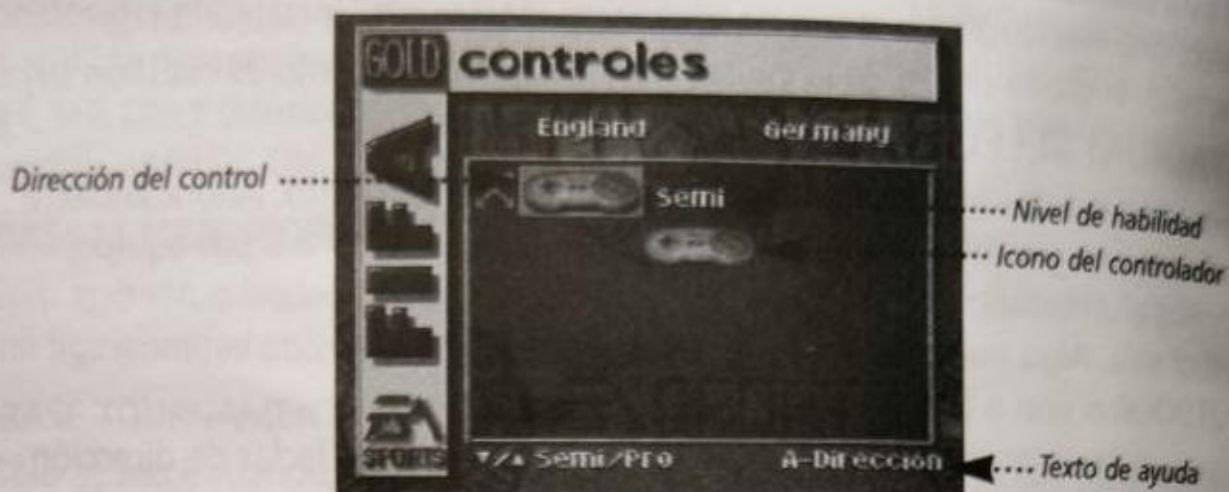 GOLD controles
England Germany
Dirección del control
Semi
Nivel de habilidad
Icono del controlador
SPORTS
▼/▲ Semi/Pro A-Dirección
Texto de ayuda